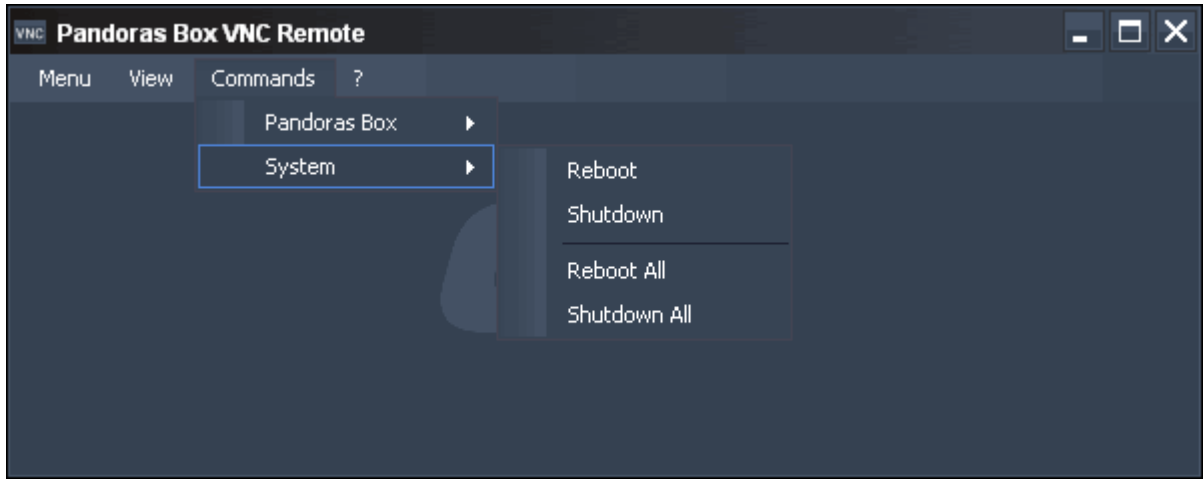 VNC Pandoras Box VNC Remote
Menu View Commands ?
Pandoras Box
System
Reboot
Shutdown
Reboot All
Shutdown All